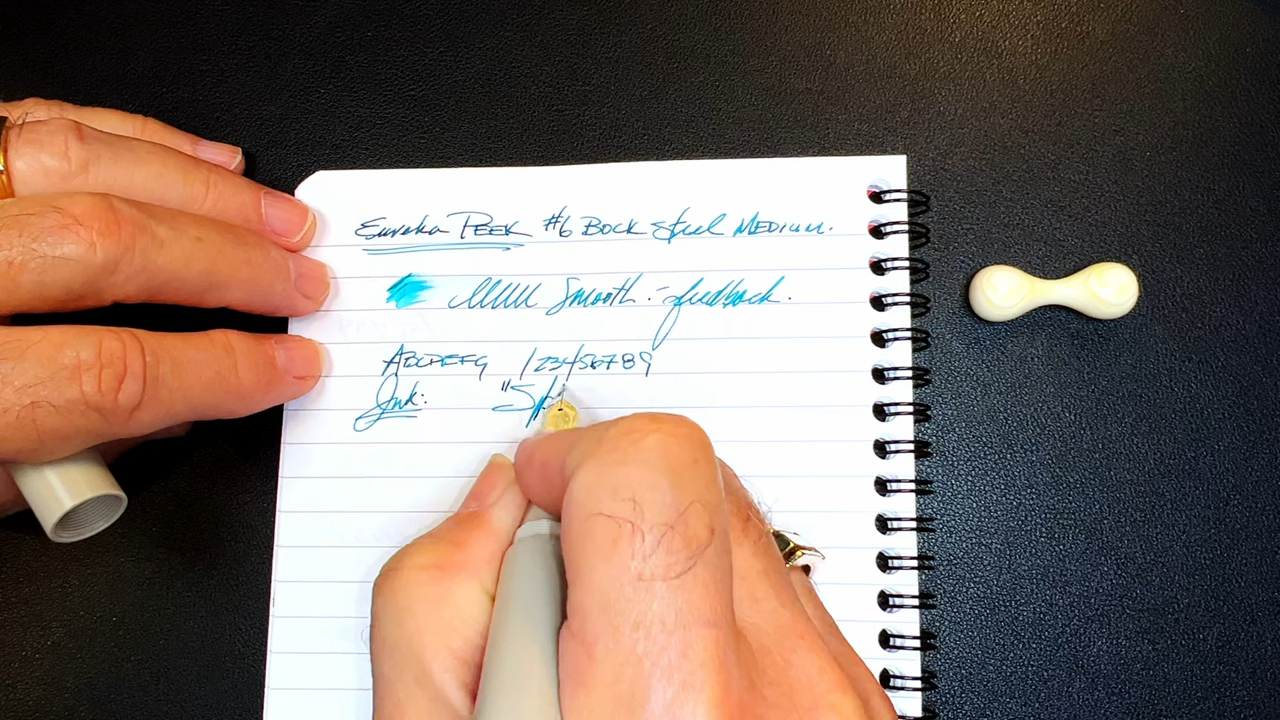 Eureka PEEK #6 BOCK Steel MEDIUM.
Smooth - feedback.
ABCDEFG 123456789
Ink: "S